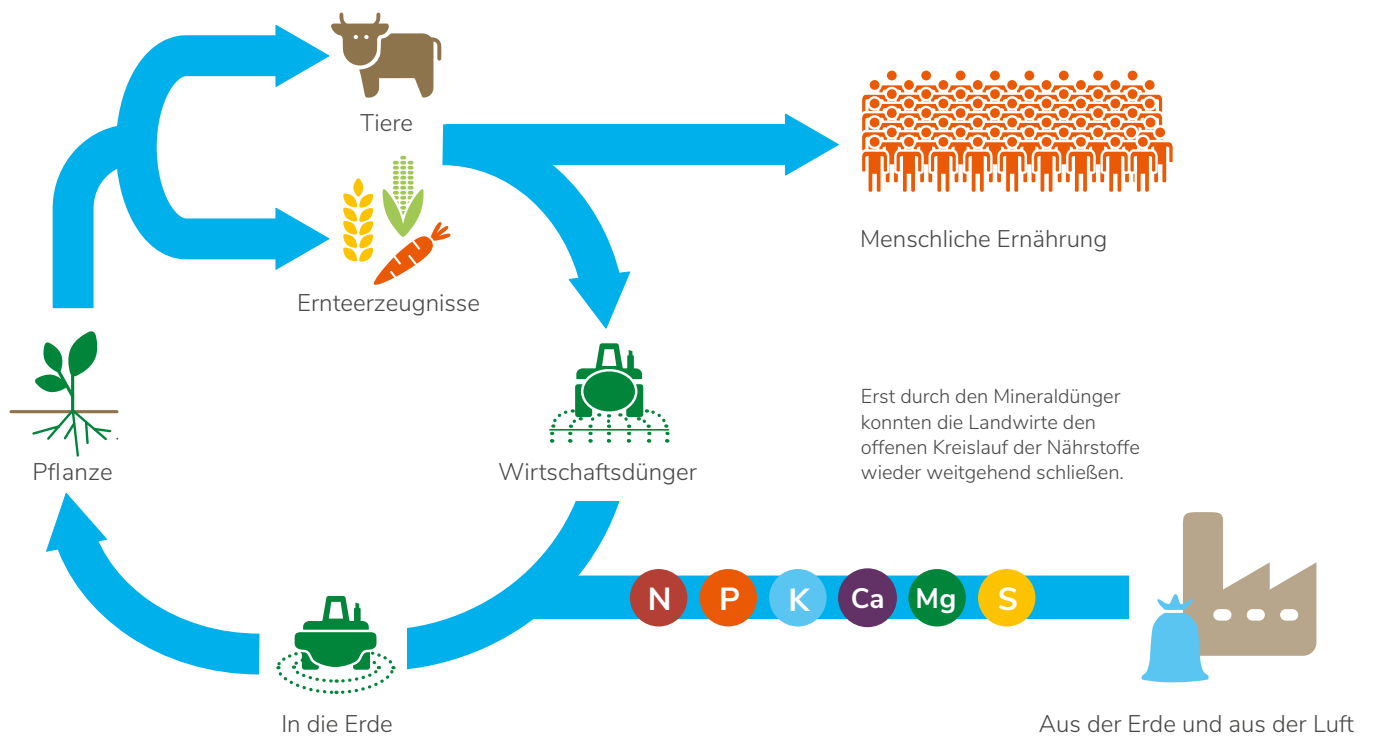 Tiere
Ernteerzeugnisse
Menschliche Ernährung
Pflanze
Wirtschaftsdünger
Erst durch den Mineraldünger
konnten die Landwirte den
offenen Kreislauf der Nährstoffe
wieder weitgehend schließen.
N P K Ca Mg S
In die Erde
Aus der Erde und aus der Luft